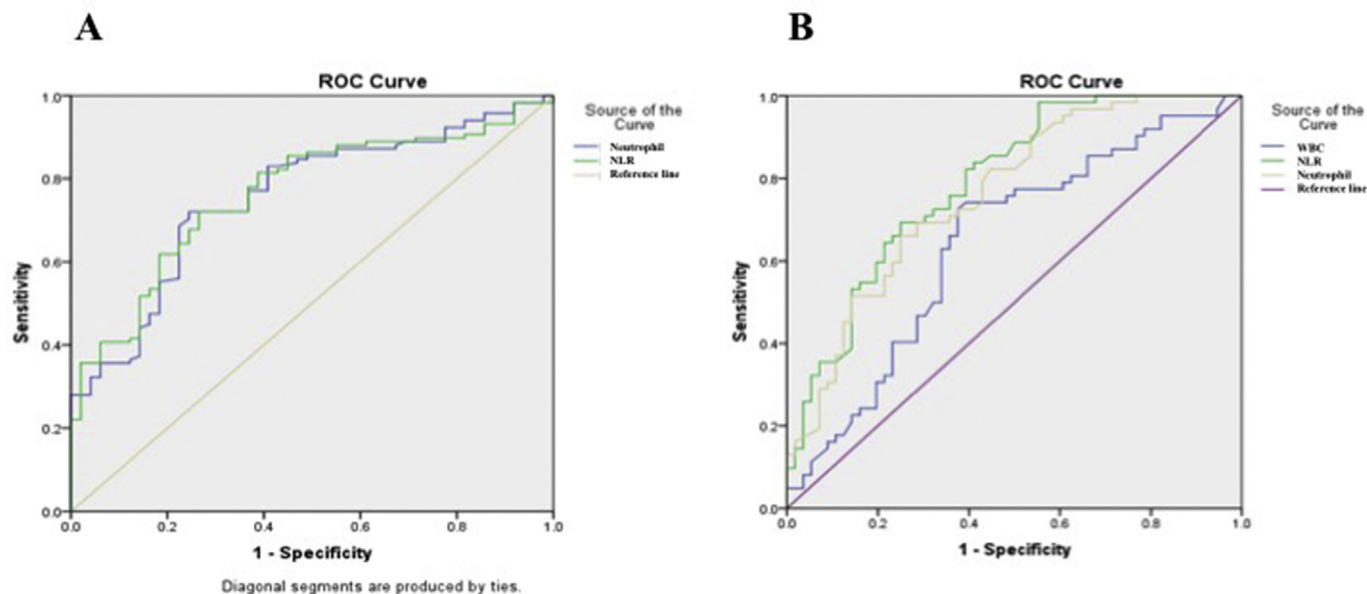 A
ROC Curve
1.0
0.8
0.6
0.4
0.2
0.0
Sensitivity
0.0 0.2 0.4 0.6 0.8 1.0
1 - Specificity
Source of the
Curve
Neutrophil
NLR
Reference line
Diagonal segments are produced by ties.
B
ROC Curve
1.0
0.8
0.6
0.4
0.2
0.0
Sensitivity
0.0 0.2 0.4 0.6 0.8 1.0
1 - Specificity
Source of the
Curve
WBC
NLR
Neutrophil
Reference line